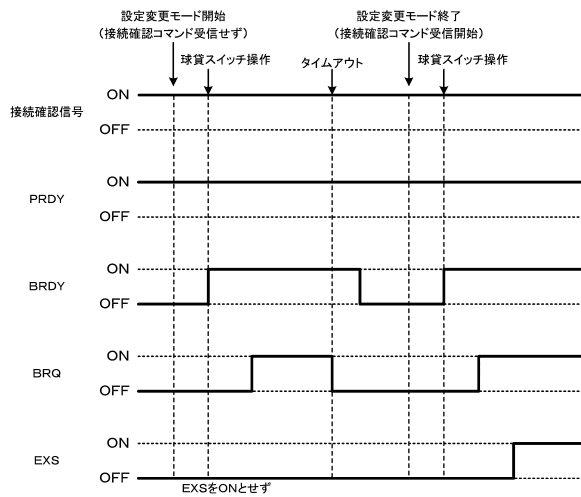 設定変更モード開始
（接続確認コマンド受信せず）
設定変更モード終了
（接続確認コマンド受信開始）
球貸スイッチ操作
タイムアウト
球貸スイッチ操作
接続確認信号
ON
OFF
PRDY
ON
OFF
BRDY
ON
OFF
BRQ
ON
OFF
EXS
ON
OFF
EXSをONとせず